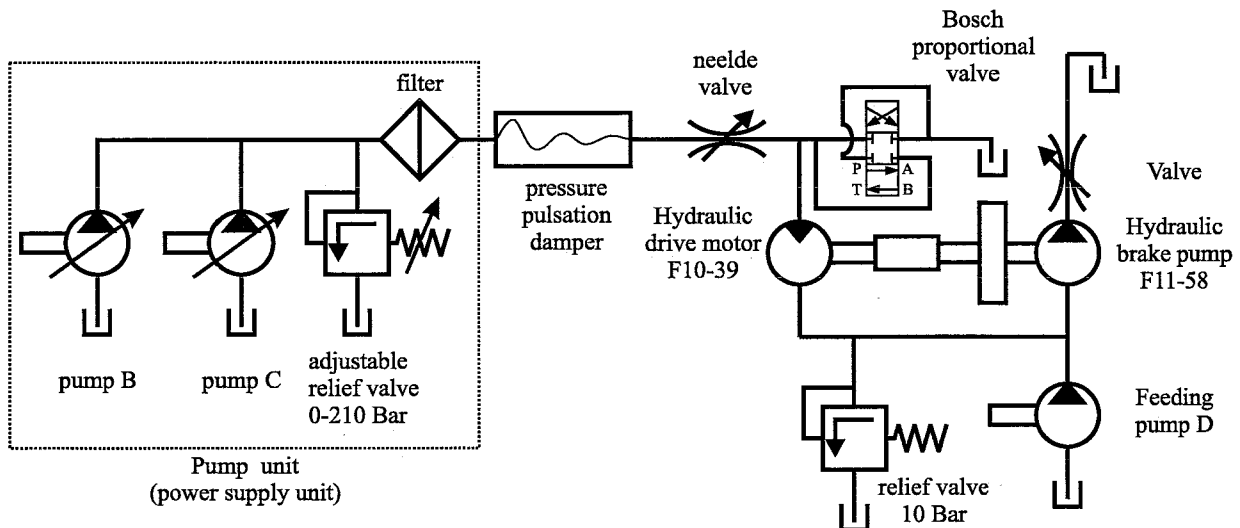 Bosch
proportional
valve
neelde
valve
filter
P A
T B
Valve
pressure
pulsation
damper
Hydraulic
drive motor
F10-39
Hydraulic
brake pump
F11-58
pump B
pump C
adjustable
relief valve
0-210 Bar
Feeding
pump D
Pump unit
(power supply unit)
relief valve
10 Bar